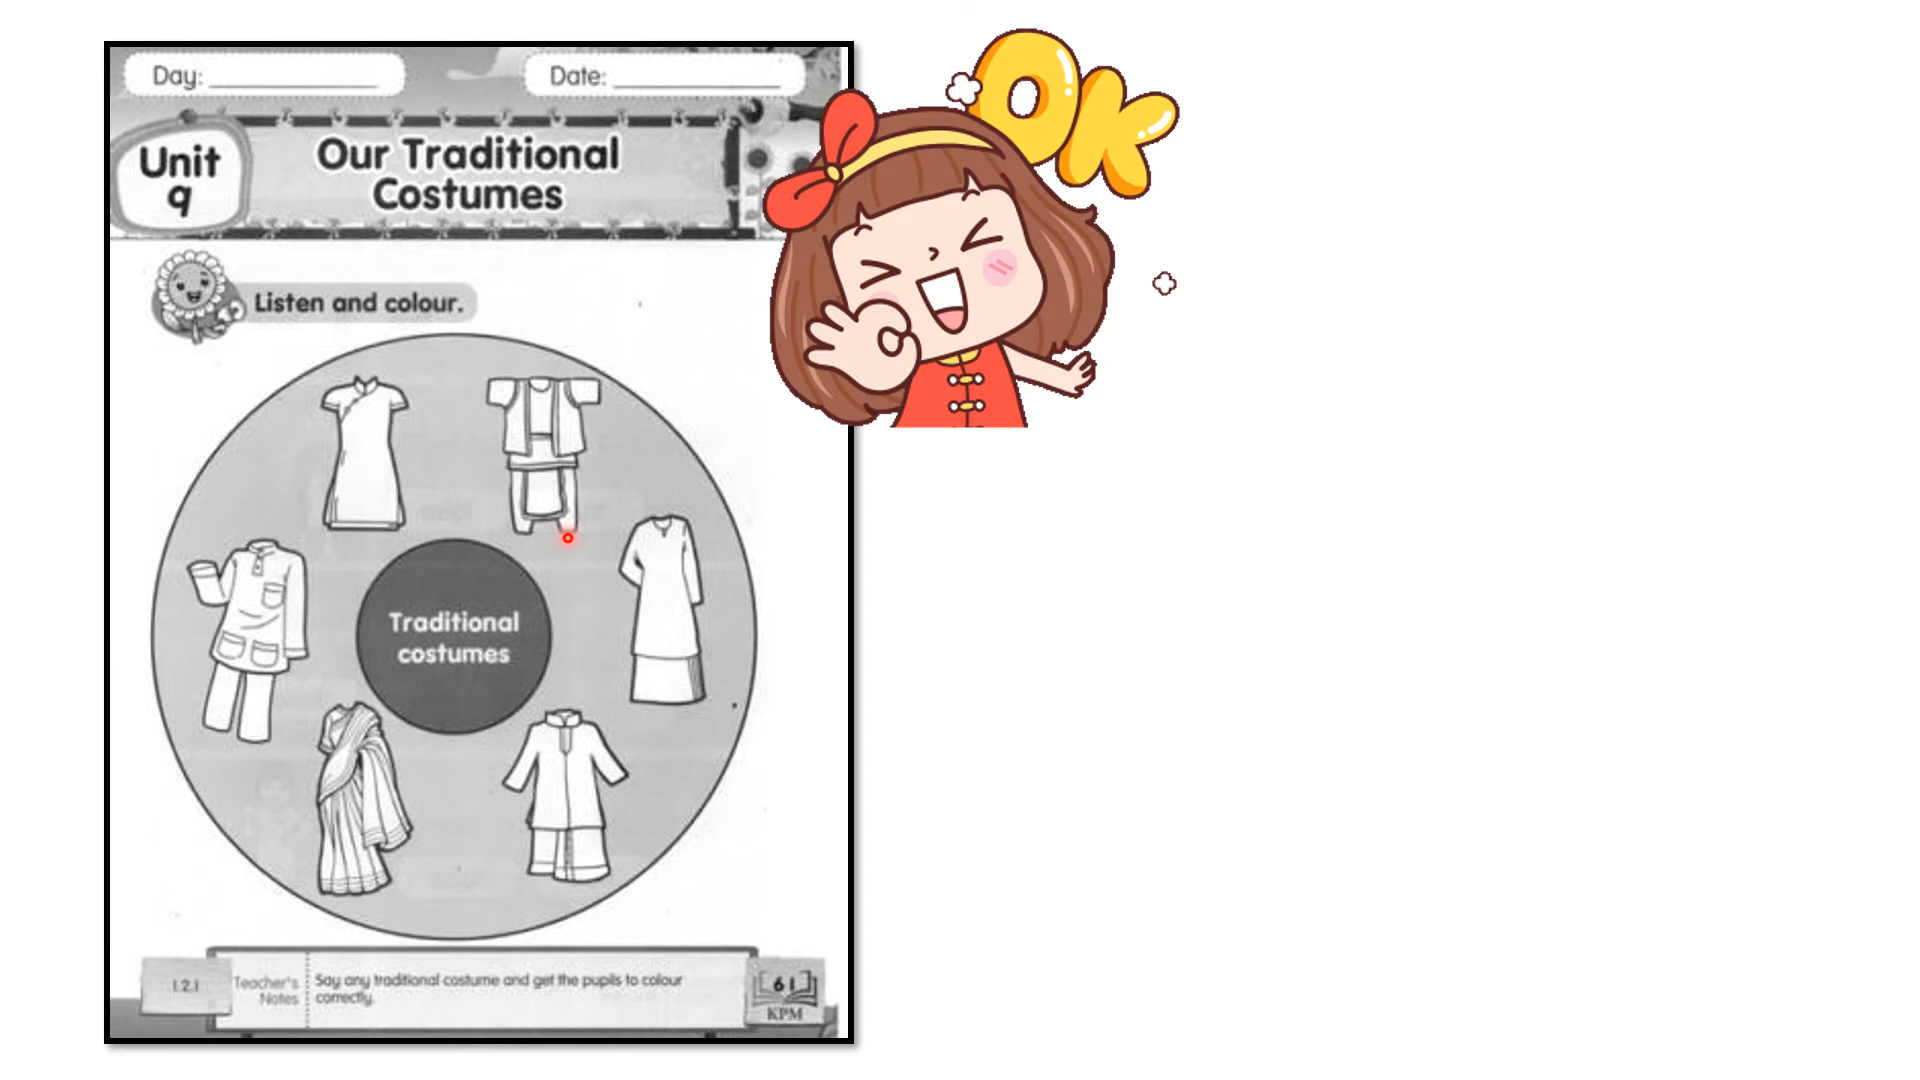 Day:
Date:
Unit
9
Our Traditional
Costumes
Listen and colour.
Traditional
costumes
1.2.1
Teacher's
Notes
Say any traditional costume and get the pupils to colour
correctly.
61
KPM
OK